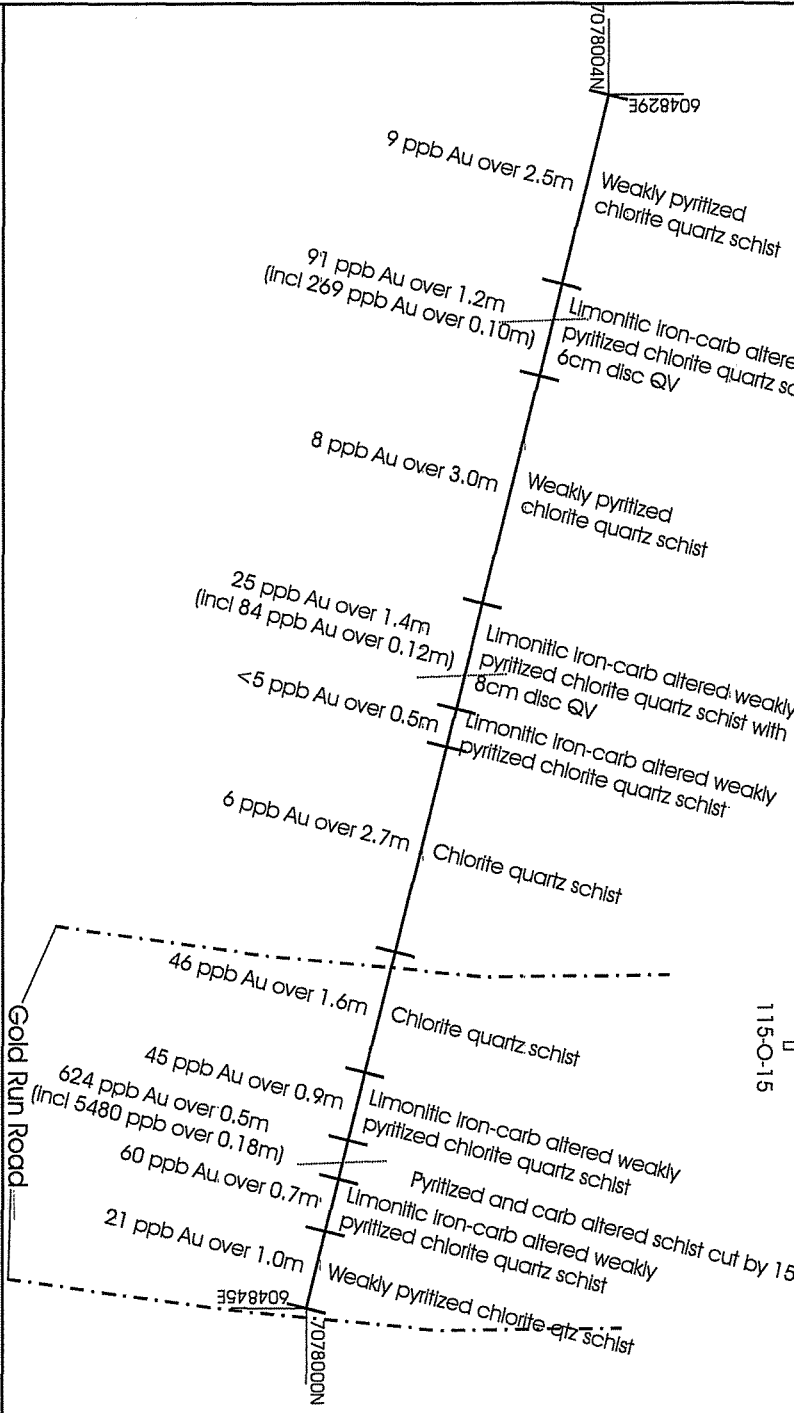 7078004N
604829E
9 ppb Au over 2.5m
Weakly pyritized
chlorite quartz schist
91 ppb Au over 1.2m
(incl 269 ppb Au over 0.10m)
Limonitic iron-carb altere
pyritized chlorite quartz sc
6cm disc QV
8 ppb Au over 3.0m
Weakly pyritized
chlorite quartz schist
25 ppb Au over 1.4m
(incl 84 ppb Au over 0.12m)
Limonitic iron-carb altered weakly
pyritized chlorite quartz schist with
8cm disc QV
<5 ppb Au over 0.5m
Limonitic iron-carb altered weakly
pyritized chlorite quartz schist
6 ppb Au over 2.7m
Chlorite quartz schist
46 ppb Au over 1.6m
Chlorite quartz schist
115-O-15
45 ppb Au over 0.9m
Limonitic iron-carb altered weakly
pyritized chlorite quartz schist
624 ppb Au over 0.5m
(incl 5480 ppb over 0.18m)
Pyritized and carb altered schist cut by 15
60 ppb Au over 0.7m
Limonitic iron-carb altered weakly
pyritized chlorite quartz schist
21 ppb Au over 1.0m
Weakly pyritized chlorite qtz schist
604845E
7078000N
Gold Run Road